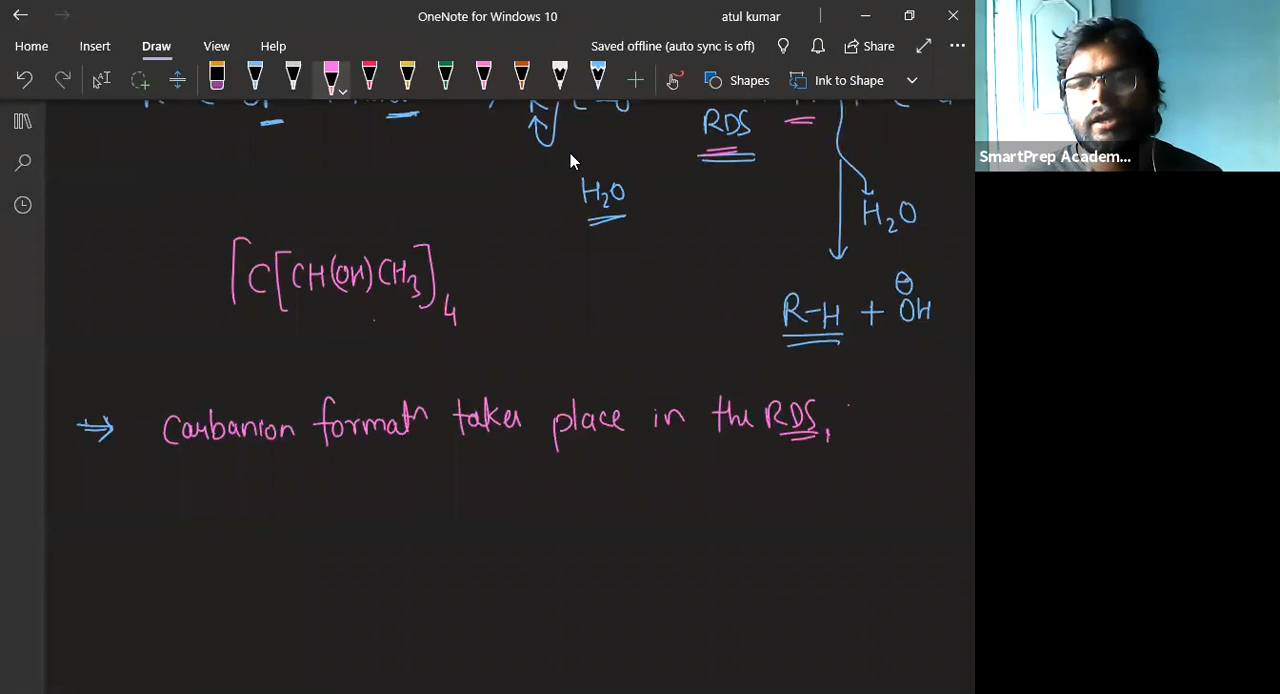 OneNote for Windows 10
atul kumar
Home Insert Draw View Help
Saved offline (auto sync is off)
Share
Shapes
Ink to Shape
SmartPrep Academ...
RDS
H₂O
H₂O
[C[CH(OH)CH₃]₄
⊖
R-H + OH
⇒ Carbanion formatn takes place in the RDS,